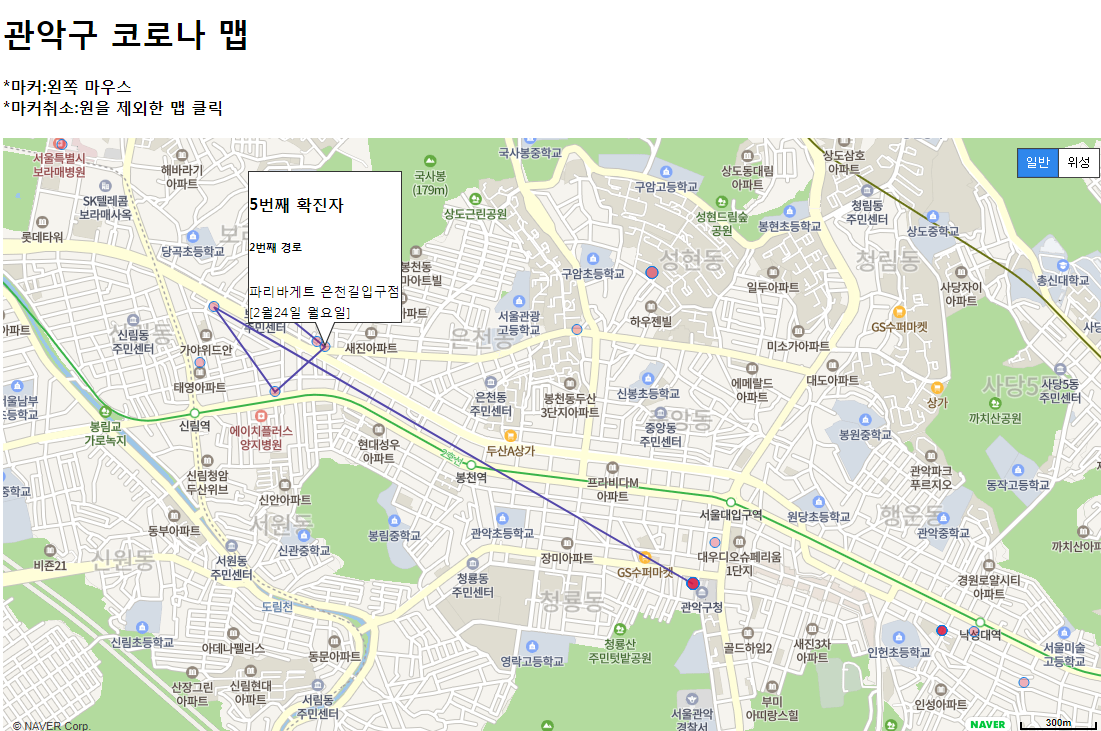 관악구 코로나 맵
*마커:왼쪽 마우스
*마커취소:원을 제외한 맵 클릭
일반
위성
서울특별시
보라매병원
해바라기
아파트
SK텔레콤
보라매사옥
롯데타워
당곡초등학교
국사봉
(179m)
국사봉중학교
상도근린공원
구암고등학교
상도동대림
아파트
상도삼호
아파트
성현드림숲
공원
봉현초등학교
청림동
주민센터
상도중학교
청림동
총신대학교
사당자이
아파트
5번째 확진자
2번째 경로
파리바게트 은천길입구점
[2월24일 월요일]
주민센터
봉천동
구암초등학교
성현동
일두아파트
하우젠빌
미소가아파트
GS수퍼마켓
서울관광
고등학교
은천동
새진아파트
신림동
주민센터
가야위드안
태영아파트
봉림교
가로녹지
신림역
에이치플러스
양지병원
은천동
주민센터
봉천동두산
3단지아파트
신봉초등학교
에메랄드
아파트
대도아파트
중앙동
주민센터
상가
까치산공원
사당5동
주민센터
봉원중학교
두산A상가
현대성우
아파트
2호선
봉천역
프라비다M
아파트
관악파크
푸르지오
동작고등학교
신림청암
두산위브
신안아파트
서원동
동부아파트
신관중학교
봉림중학교
관악초등학교
서울대입구역
원당초등학교
행운동
관악중학교
까치산아파
비죤21
신원동
서원동
주민센터
장미아파트
GS수퍼마켓
대우디오슈페리움
1단지
청룡동
주민센터
청룡동
관악구청
경원로얄시티
아파트
도림천
신림초등학교
아데나팰리스
동문아파트
영락고등학교
청룡산
주민텃밭공원
골드하임2
새진3차
아파트
인헌초등학교
낙성대역
서울미술
고등학교
산장그린
아파트
신림현대
아파트
서림동
주민센터
서울관악
경찰서
부미
아띠랑스힐
인성아파트
© NAVER Corp.
NAVER
300m